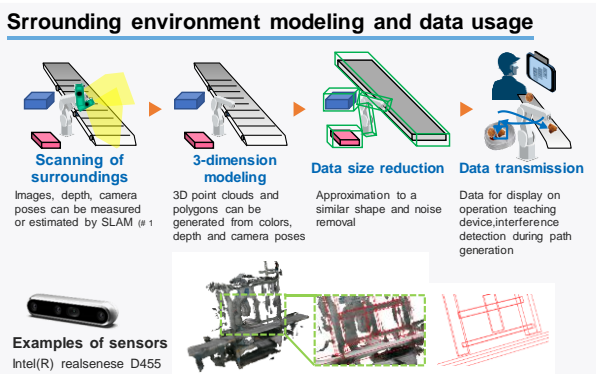 Srrounding environment modeling and data usage
Scanning of
surroundings
Images, depth, camera
poses can be measured
or estimated by SLAM (# 1
3-dimension
modeling
3D point clouds and
polygons can be
generated from colors,
depth and camera poses
Data size reduction
Approximation to a
similar shape and noise
removal
Data transmission
Data for display on
operation teaching
device,interference
detection during path
generation
Examples of sensors
Intel(R) realsenese D455